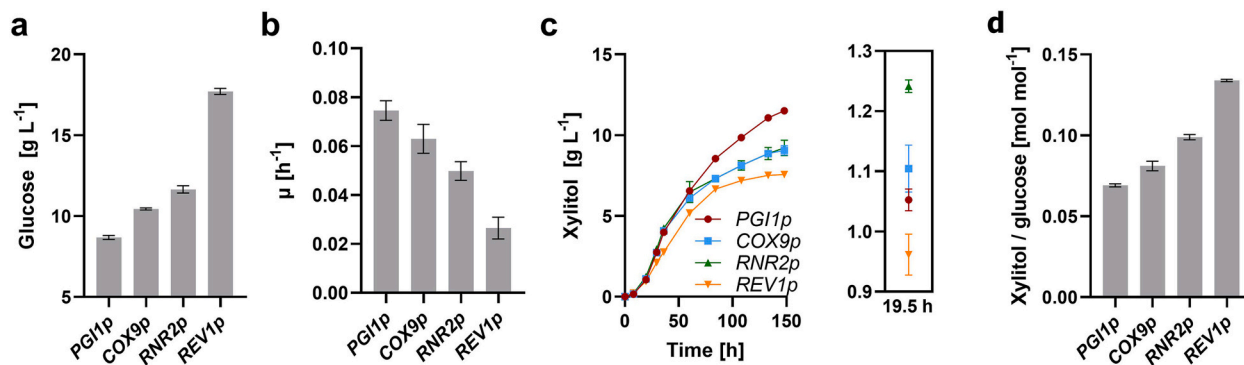 a
Glucose [g L⁻¹]
20
15
10
5
PGI1p
COX9p
RNR2p
REV1p
b
µ [h⁻¹]
0.10
0.08
0.06
0.04
0.02
0.00
PGI1p
COX9p
RNR2p
REV1p
c
Xylitol [g L⁻¹]
15
10
5
0
0
50
100
150
Time [h]
PGI1p
COX9p
RNR2p
REV1p
1.3
1.2
1.1
1.0
0.9
19.5 h
d
Xylitol / glucose [mol mol⁻¹]
0.15
0.10
0.05
0.00
PGI1p
COX9p
RNR2p
REV1p